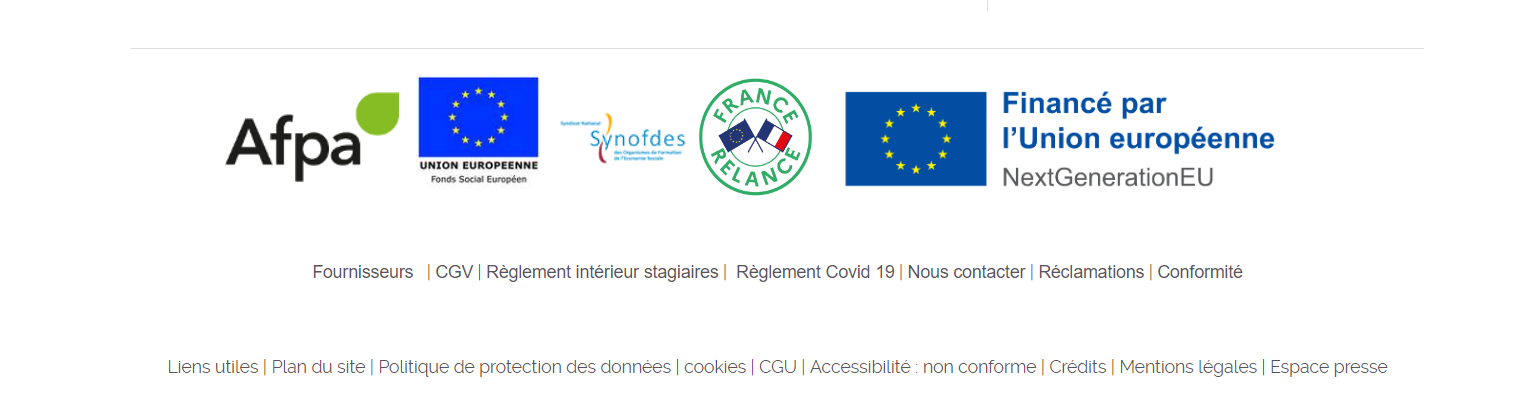 Afpa
UNION EUROPEENNE
Fonds Social Européen
Syndicat National
Synofdes
des Organismes de Formation
de l'Economie Sociale
FRANCE
RELANCE
Financé par
l'Union européenne
NextGenerationEU
Fournisseurs | CGV | Règlement intérieur stagiaires | Règlement Covid 19 | Nous contacter | Réclamations | Conformité
Liens utiles | Plan du site | Politique de protection des données | cookies | CGU | Accessibilité : non conforme | Crédits | Mentions légales | Espace presse